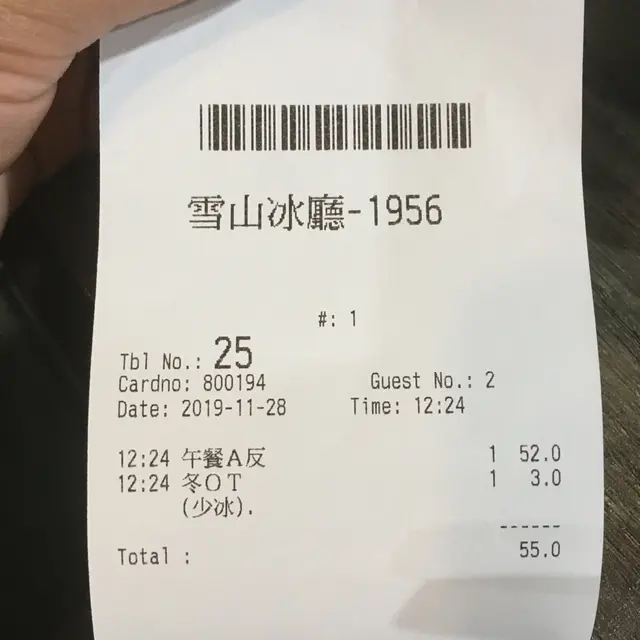 雪山冰廳-1956
#: 1
Tbl No.: 25
Cardno: 800194 Guest No.: 2
Date: 2019-11-28 Time: 12:24
12:24 午餐A反 1 52.0
12:24 冬OT 1 3.0
(少冰).
------
Total : 55.0